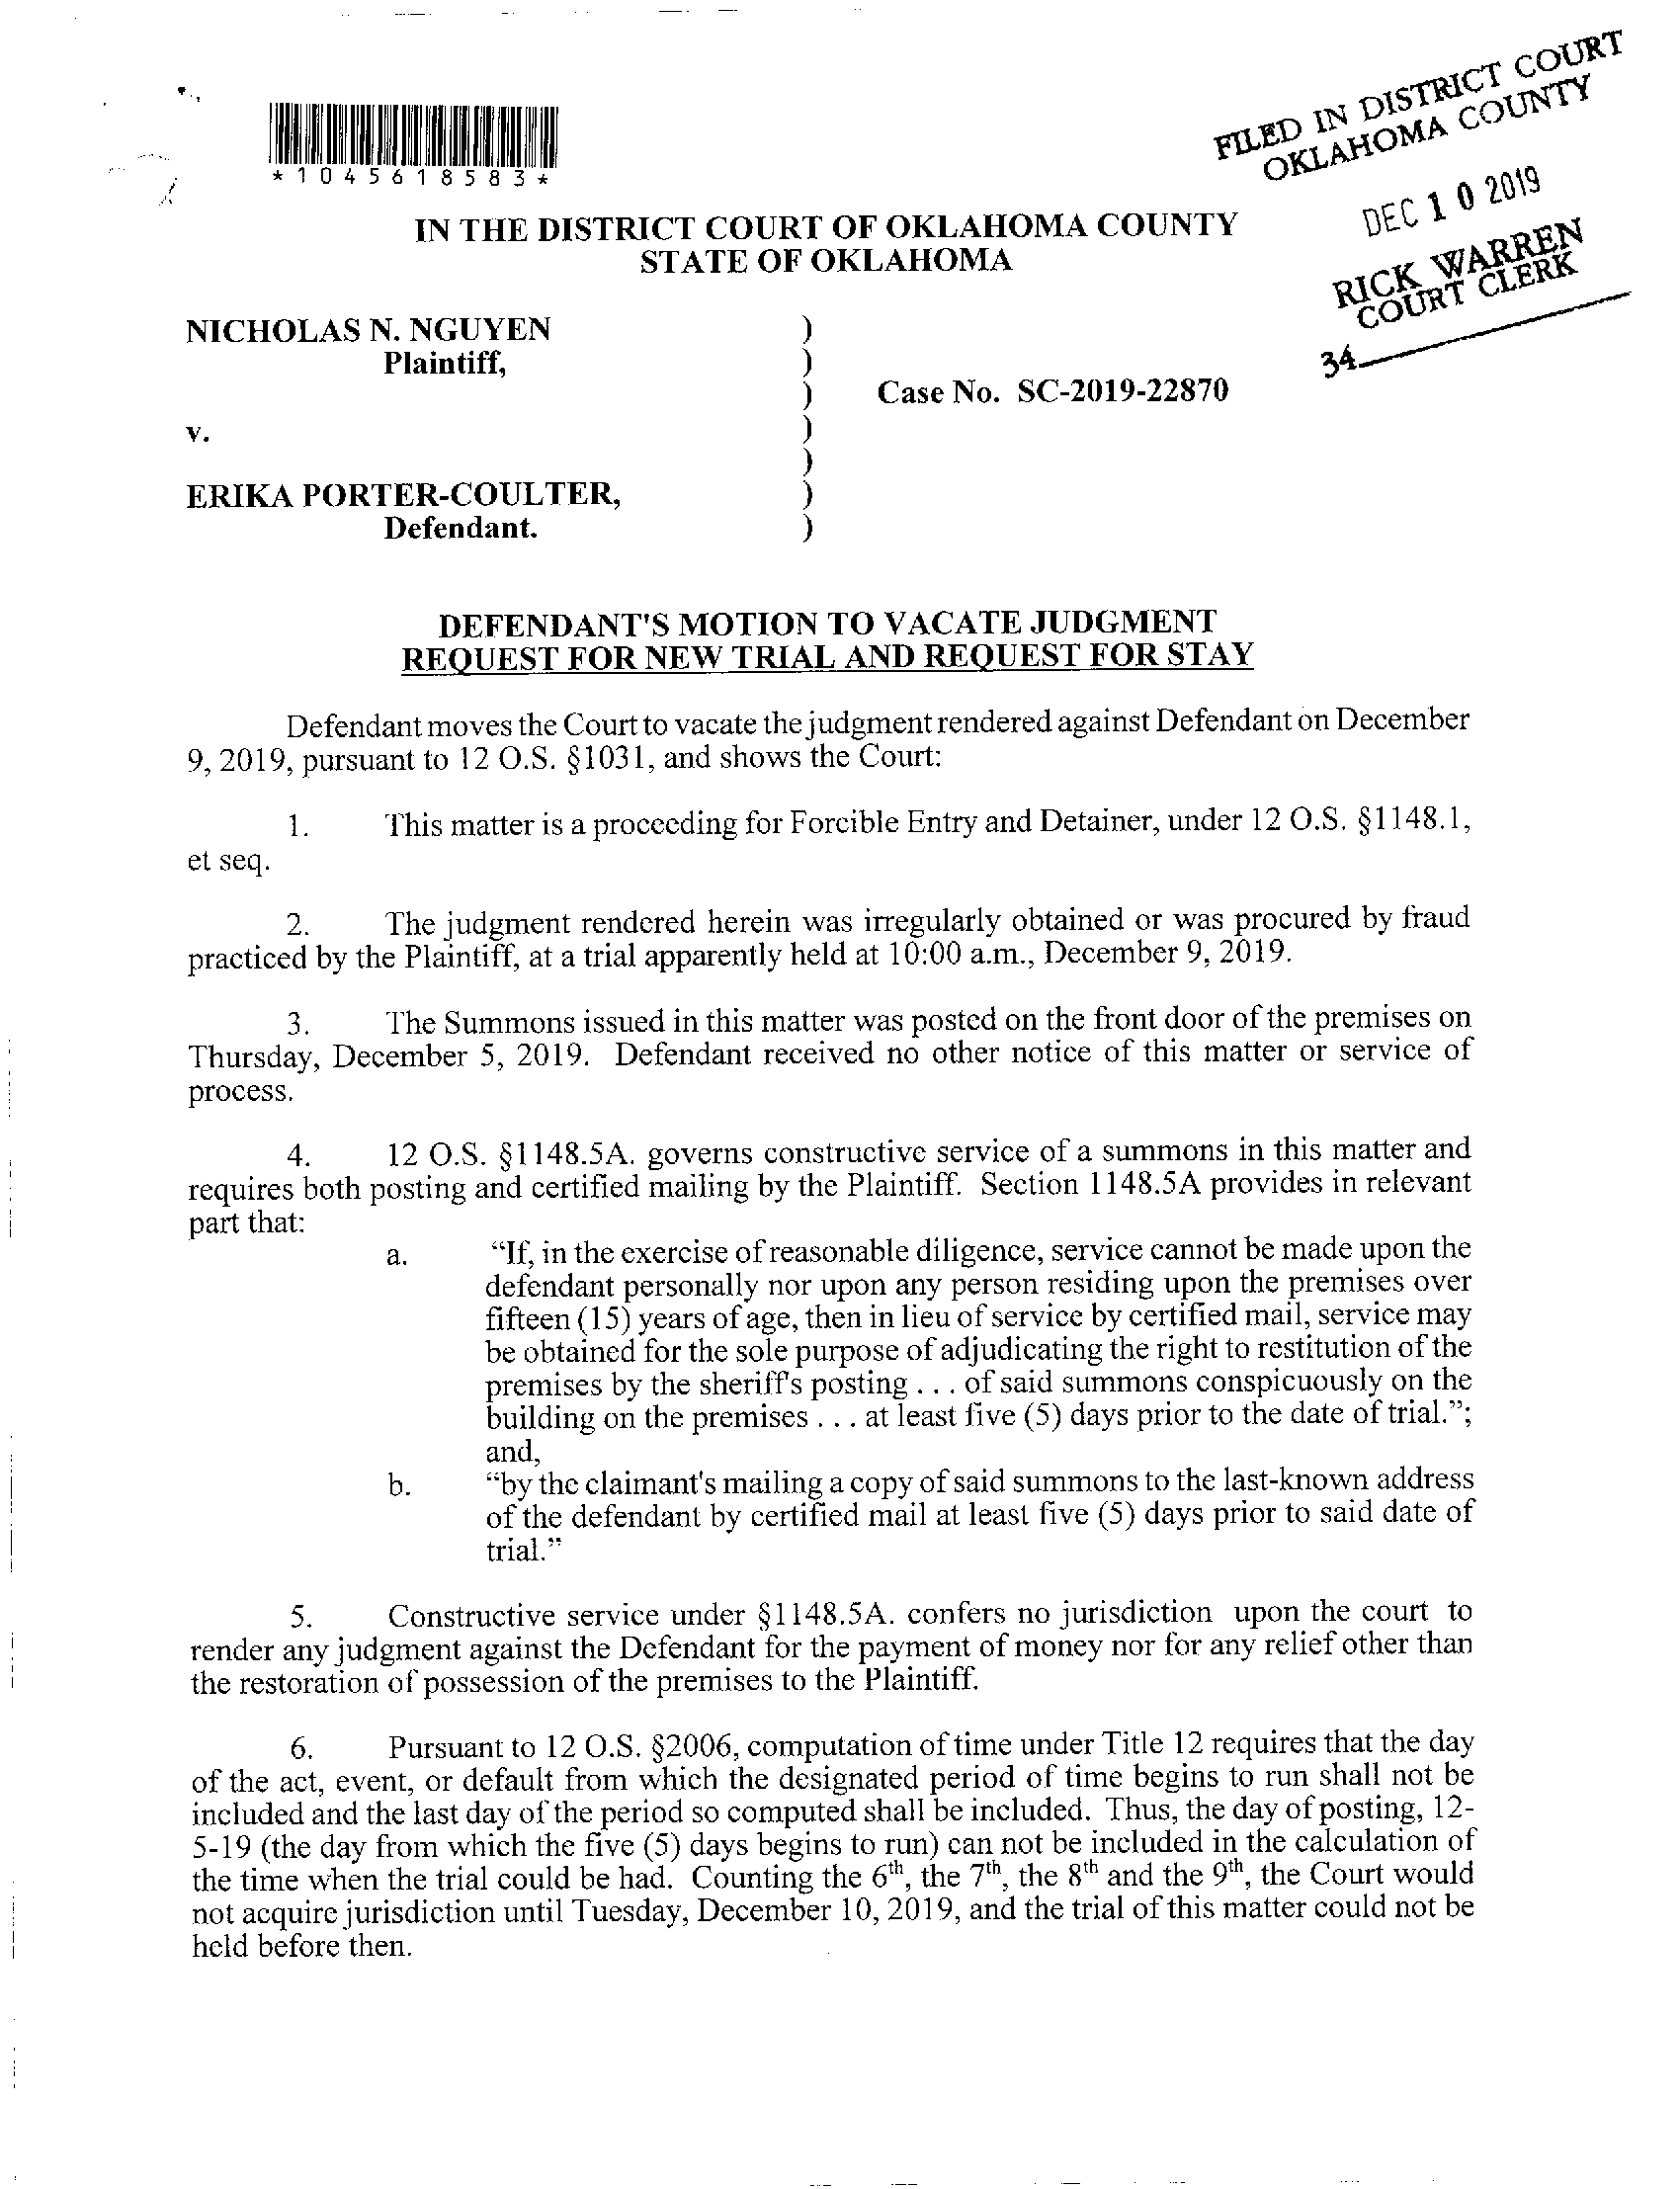 FILED IN DISTRICT COURT
OKLAHOMA COUNTY
DEC 10 2019
RICK WARREN
COURT CLERK
34
*1045618583*
IN THE DISTRICT COURT OF OKLAHOMA COUNTY
STATE OF OKLAHOMA
NICHOLAS N. NGUYEN )
Plaintiff, )
) Case No. SC-2019-22870
v. )
)
ERIKA PORTER-COULTER, )
Defendant. )
DEFENDANT'S MOTION TO VACATE JUDGMENT
REQUEST FOR NEW TRIAL AND REQUEST FOR STAY
Defendant moves the Court to vacate the judgment rendered against Defendant on December
9, 2019, pursuant to 12 O.S. §1031, and shows the Court:
1. This matter is a proceeding for Forcible Entry and Detainer, under 12 O.S. §1148.1,
et seq.
2. The judgment rendered herein was irregularly obtained or was procured by fraud
practiced by the Plaintiff, at a trial apparently held at 10:00 a.m., December 9, 2019.
3. The Summons issued in this matter was posted on the front door of the premises on
Thursday, December 5, 2019. Defendant received no other notice of this matter or service of
process.
4. 12 O.S. §1148.5A. governs constructive service of a summons in this matter and
requires both posting and certified mailing by the Plaintiff. Section 1148.5A provides in relevant
part that:
a. “If, in the exercise of reasonable diligence, service cannot be made upon the
defendant personally nor upon any person residing upon the premises over
fifteen (15) years of age, then in lieu of service by certified mail, service may
be obtained for the sole purpose of adjudicating the right to restitution of the
premises by the sheriff's posting . . . of said summons conspicuously on the
building on the premises . . . at least five (5) days prior to the date of trial.”;
and,
b. “by the claimant's mailing a copy of said summons to the last-known address
of the defendant by certified mail at least five (5) days prior to said date of
trial.”
5. Constructive service under §1148.5A. confers no jurisdiction upon the court to
render any judgment against the Defendant for the payment of money nor for any relief other than
the restoration of possession of the premises to the Plaintiff.
6. Pursuant to 12 O.S. §2006, computation of time under Title 12 requires that the day
of the act, event, or default from which the designated period of time begins to run shall not be
included and the last day of the period so computed shall be included. Thus, the day of posting, 12-
5-19 (the day from which the five (5) days begins to run) can not be included in the calculation of
the time when the trial could be had. Counting the 6th, the 7th, the 8th and the 9th, the Court would
not acquire jurisdiction until Tuesday, December 10, 2019, and the trial of this matter could not be
held before then.